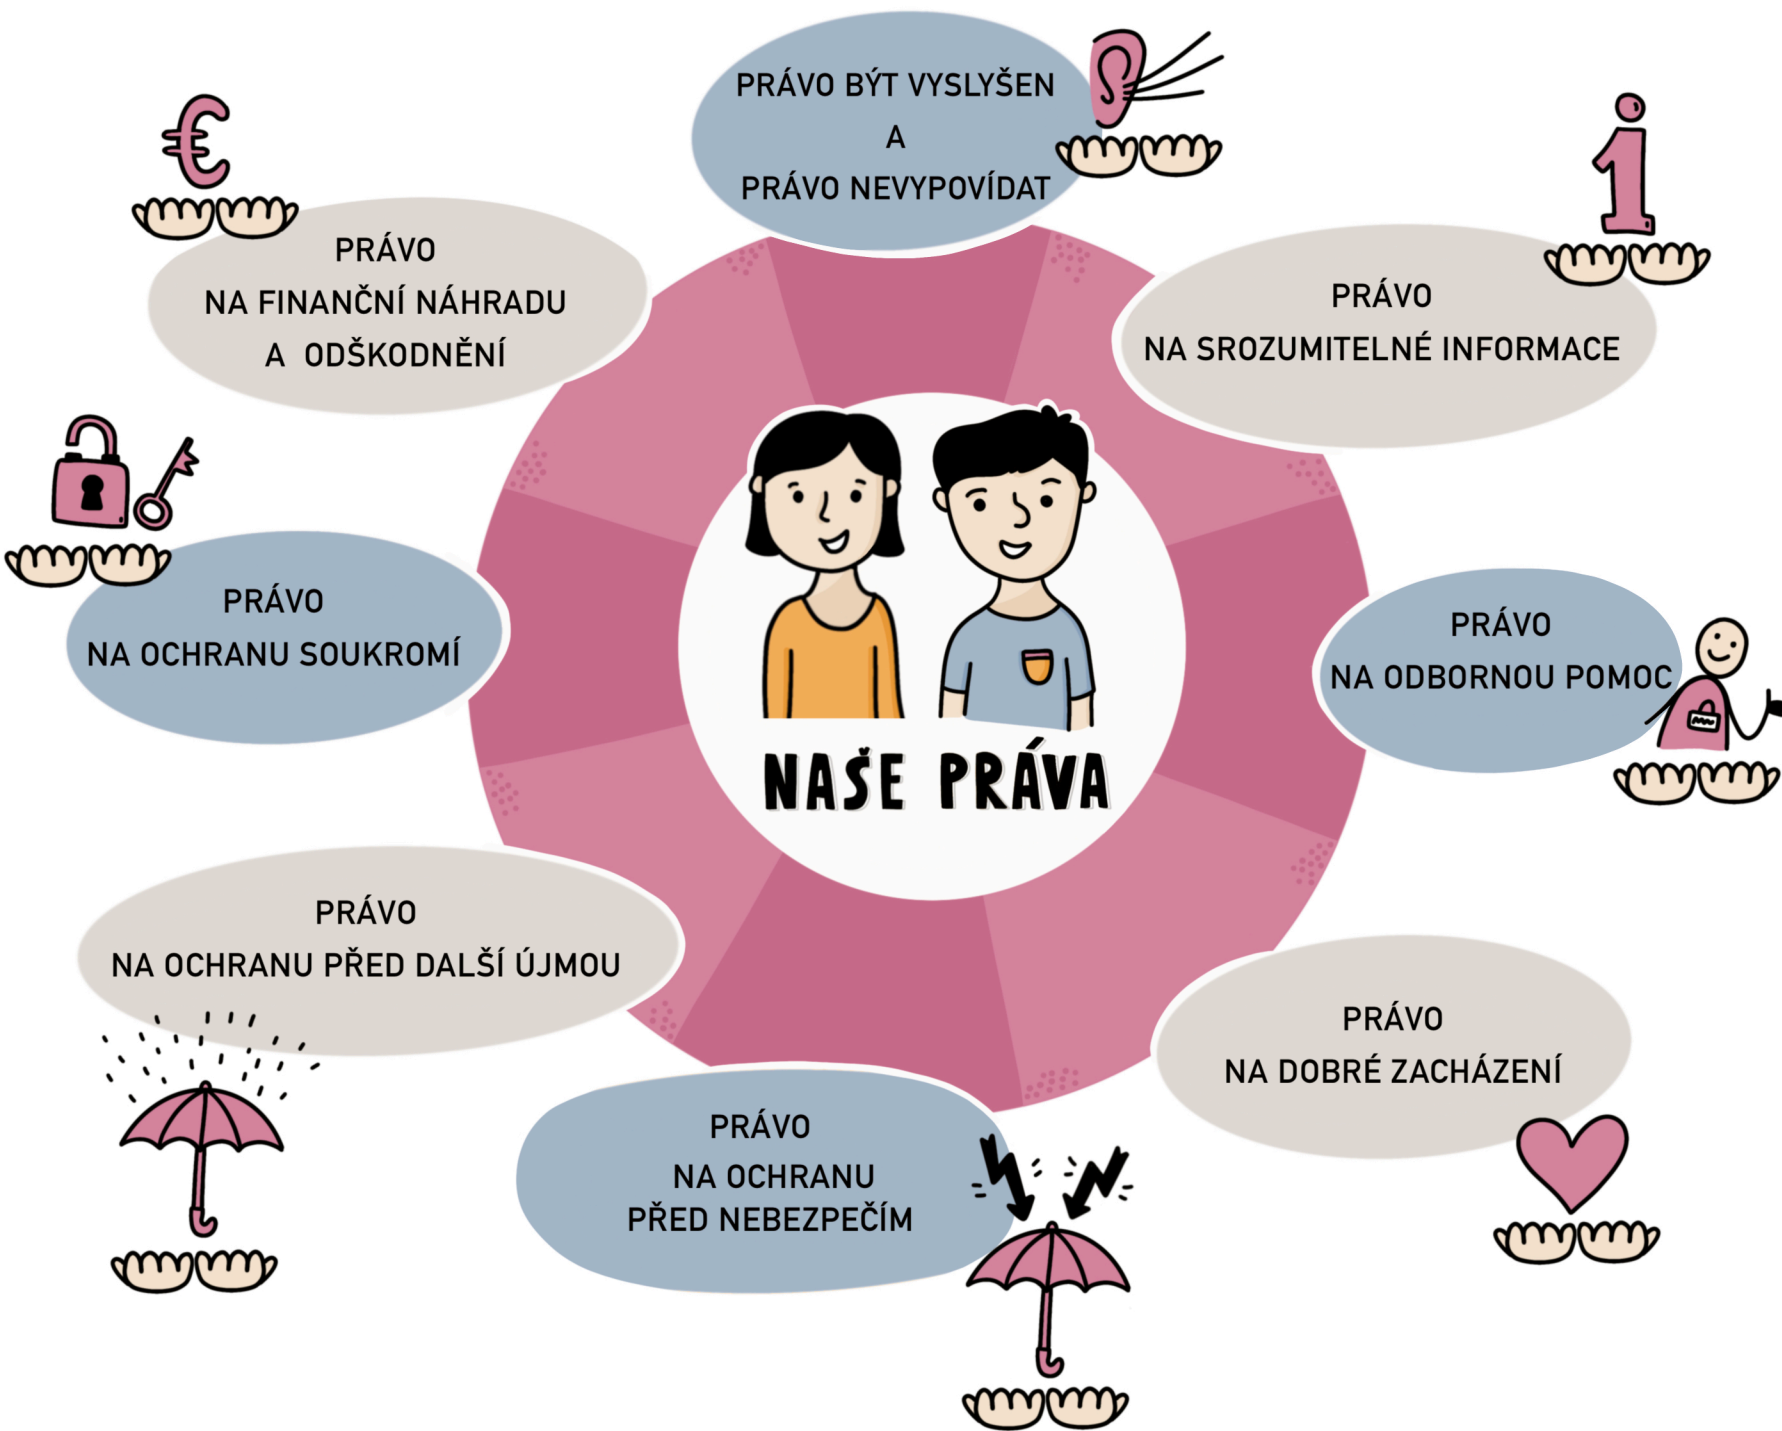 PRÁVO BÝT VYSLYŠEN
A
PRÁVO NEVYPOVÍDAT
PRÁVO
NA SROZUMITELNÉ INFORMACE
PRÁVO
NA ODBORNOU POMOC
PRÁVO
NA DOBRÉ ZACHÁZENÍ
PRÁVO
NA OCHRANU
PŘED NEBEZPEČÍM
PRÁVO
NA OCHRANU PŘED DALŠÍ ÚJMOU
PRÁVO
NA OCHRANU SOUKROMÍ
PRÁVO
NA FINANČNÍ NÁHRADU
A ODŠKODNĚNÍ
NAŠE PRÁVA